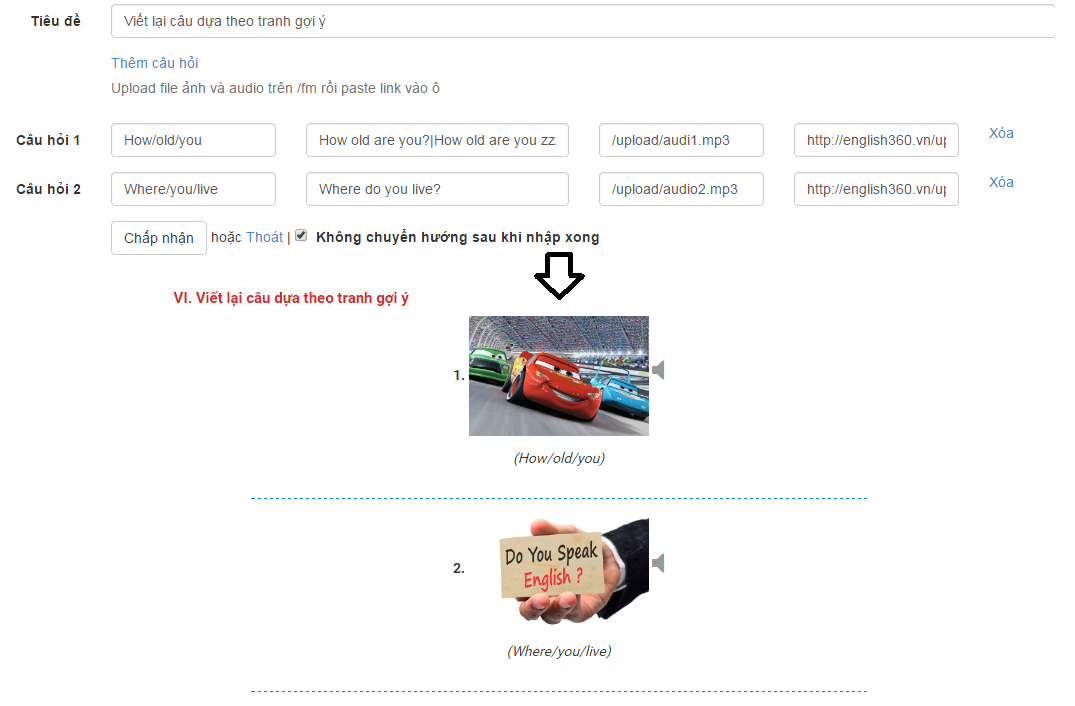 Tiêu đề Viết lại câu dựa theo tranh gợi ý
Thêm câu hỏi
Upload file ảnh và audio trên /fm rồi paste link vào ô
Câu hỏi 1 How/old/you How old are you?|How old are you zz /upload/audi1.mp3 http://english360.vn/up Xóa
Câu hỏi 2 Where/you/live Where do you live? /upload/audio2.mp3 http://english360.vn/up Xóa
Chấp nhận hoặc Thoát | Không chuyển hướng sau khi nhập xong
VI. Viết lại câu dựa theo tranh gợi ý
1.
(How/old/you)
2.
Do You Speak
English ?
(Where/you/live)